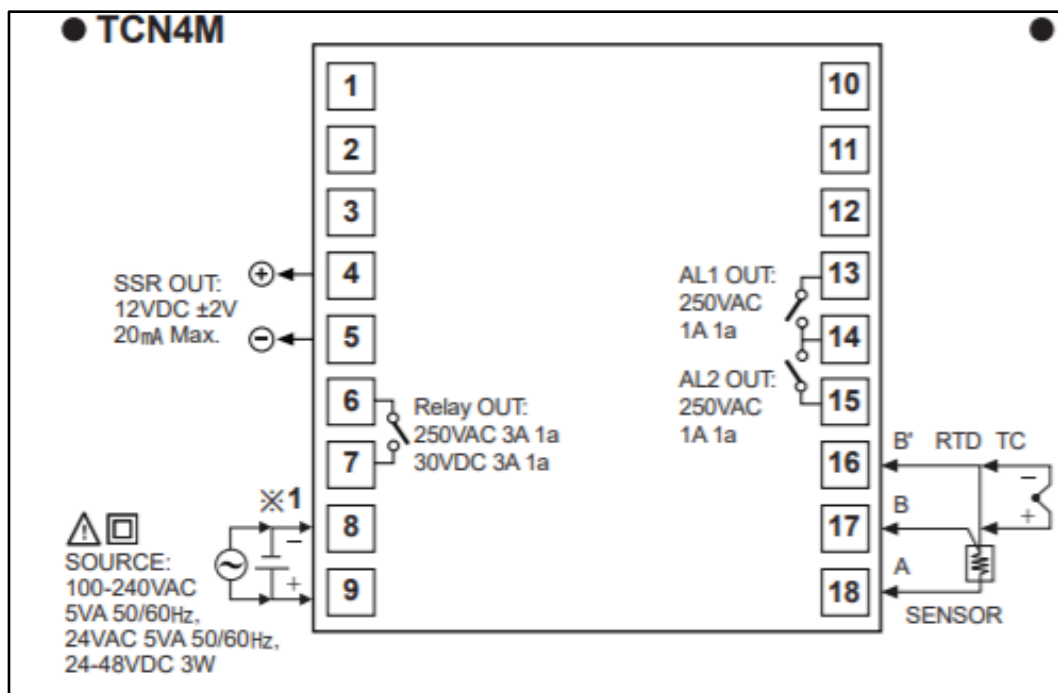 ● TCN4M
●
1
2
3
4
5
6
7
8
9
10
11
12
13
14
15
16
17
18
SSR OUT:
12VDC ±2V
20㎃ Max.
+
−
Relay OUT:
250VAC 3A 1a
30VDC 3A 1a
※1
−
+
SOURCE:
100-240VAC
5VA 50/60㎐,
24VAC 5VA 50/60㎐,
24-48VDC 3W
AL1 OUT:
250VAC
1A 1a
AL2 OUT:
250VAC
1A 1a
B' RTD TC
−
B
+
A
SENSOR